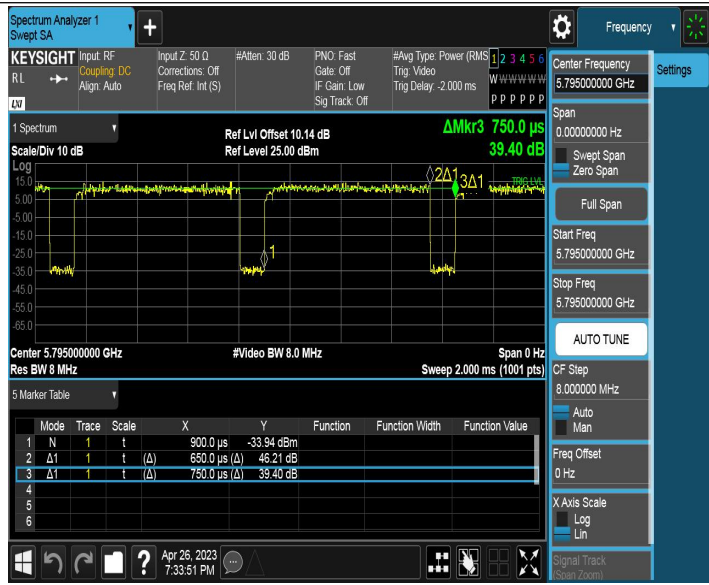 Spectrum Analyzer 1
Swept SA
Frequency
KEYSIGHT
Input: RF
Input Z: 50 Ω
#Atten: 30 dB
PNO: Fast
#Avg Type: Power (RMS
1 2 3 4 5 6
RL
Coupling: DC
Corrections: Off
Gate: Off
Trig: Video
W W W W W W
Align: Auto
Freq Ref: Int (S)
IF Gain: Low
Trig Delay: -2.000 ms
Sig Track: Off
P P P P P P
LXI
Center Frequency
5.795000000 GHz
Settings
Span
0.00000000 Hz
Swept Span
Zero Span
Full Span
Start Freq
5.795000000 GHz
Stop Freq
5.795000000 GHz
AUTO TUNE
CF Step
8.000000 MHz
Auto
Man
Freq Offset
0 Hz
X Axis Scale
Log
Lin
Signal Track
(Span Zoom)
1 Spectrum
Ref Lvl Offset 10.14 dB
ΔMkr3 750.0 µs
Scale/Div 10 dB
Ref Level 25.00 dBm
39.40 dB
Log
15.0
5.00
-5.00
-15.0
-25.0
-35.0
-45.0
-55.0
-65.0
2Δ1
3Δ1
TRIG LVL
1
Center 5.795000000 GHz
#Video BW 8.0 MHz
Span 0 Hz
Res BW 8 MHz
Sweep 2.000 ms (1001 pts)
5 Marker Table
Mode Trace Scale X Y Function Function Width Function Value
1 N 1 t 900.0 µs -33.94 dBm
2 Δ1 1 t (Δ) 650.0 µs (Δ) 46.21 dB
3 Δ1 1 t (Δ) 750.0 µs (Δ) 39.40 dB
4
5
6
?
Apr 26, 2023
7:33:51 PM